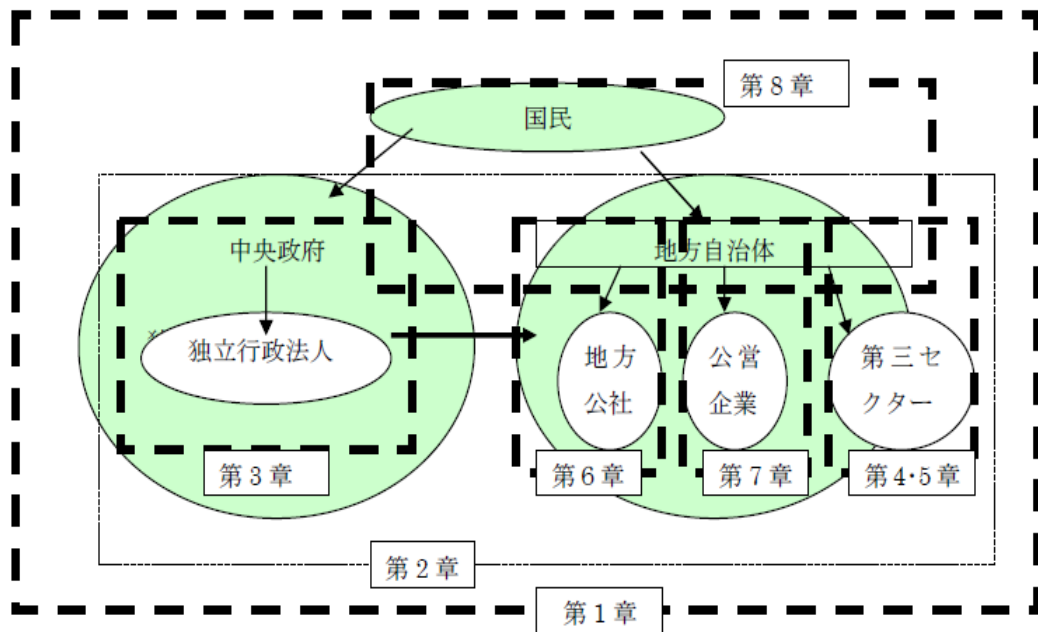 第8章
国民
中央政府
地方自治体
独立行政法人
地方
公社
公営
企業
第三セ
クター
第3章
第6章
第7章
第4・5章
第2章
第1章